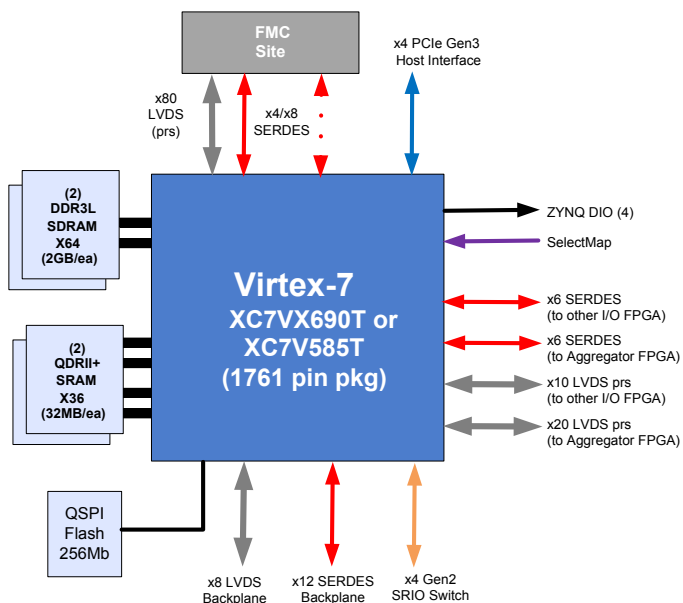 FMC
Site
x4 PCIe Gen3
Host Interface
x80
LVDS
(prs)
x4/x8
SERDES
(2)
DDR3L
SDRAM
X64
(2GB/ea)
ZYNQ DIO (4)
SelectMap
Virtex-7
XC7VX690T or
XC7V585T
(1761 pin pkg)
x6 SERDES
(to other I/O FPGA)
x6 SERDES
(to Aggregator FPGA)
x10 LVDS prs
(to other I/O FPGA)
x20 LVDS prs
(to Aggregator FPGA)
(2)
QDRII+
SRAM
X36
(32MB/ea)
QSPI
Flash
256Mb
x8 LVDS
Backplane
x12 SERDES
Backplane
x4 Gen2
SRIO Switch